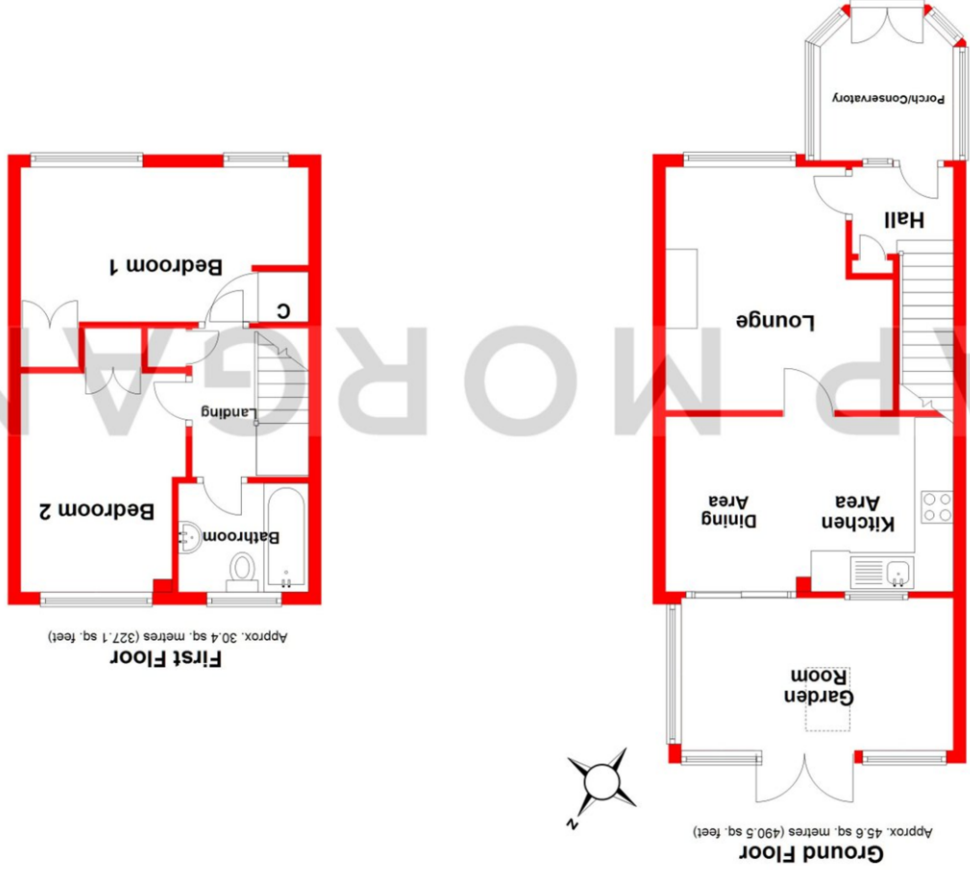 Ground Floor
Approx. 45.6 sq. metres (490.5 sq. feet)
Garden
Room
Kitchen
Area
Dining
Area
Lounge
Hall
Porch/Conservatory
N
First Floor
Approx. 30.4 sq. metres (327.1 sq. feet)
Bathroom
Bedroom 2
Landing
C
Bedroom 1
AP MORGAN